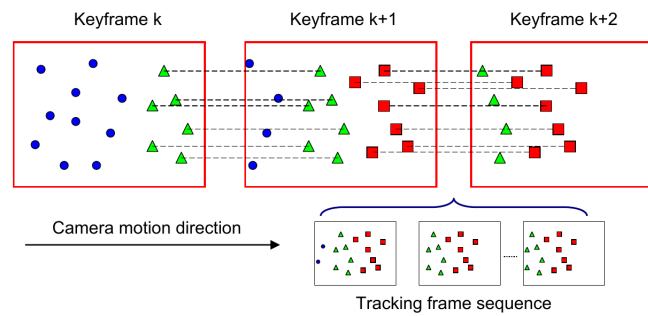 Keyframe k
Keyframe k+1
Keyframe k+2
Camera motion direction
Tracking frame sequence